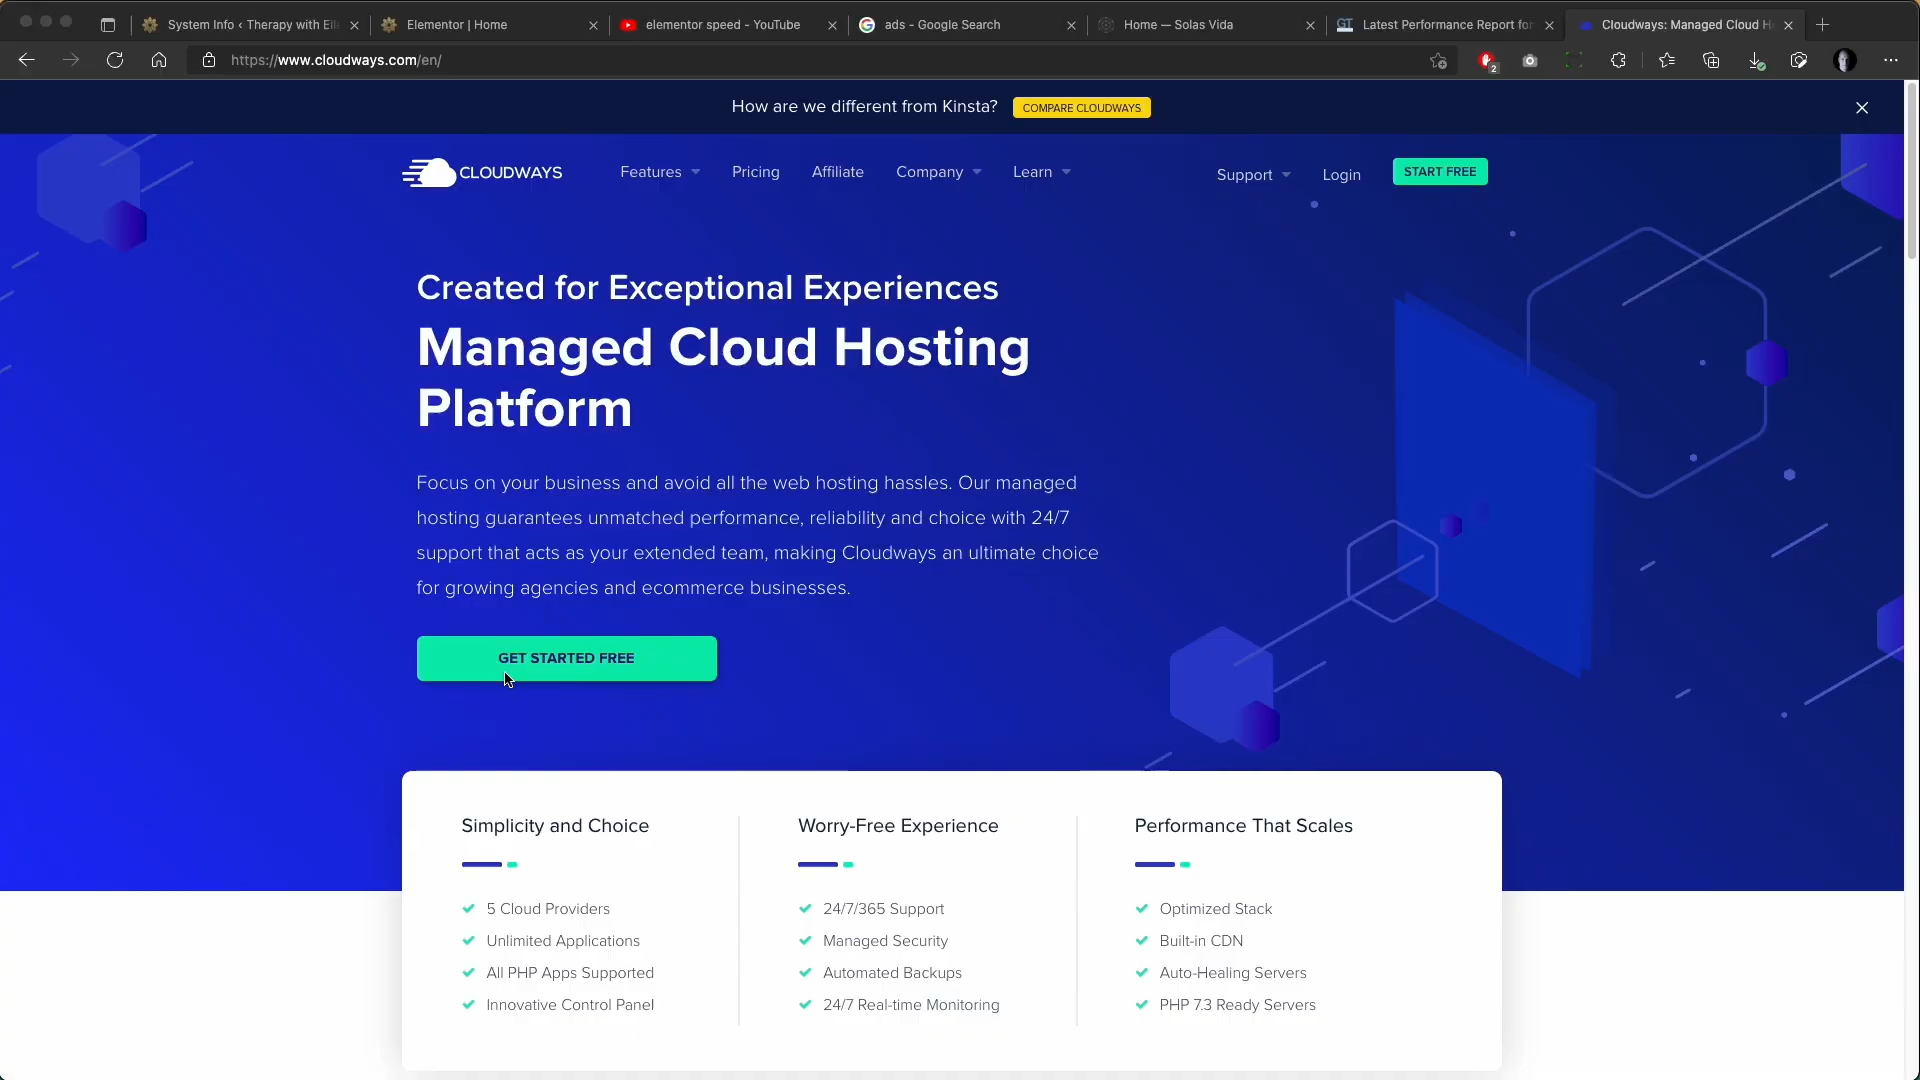 System Info ‹ Therapy with Eil
Elementor | Home
elementor speed - YouTube
ads - Google Search
Home — Solas Vida
Latest Performance Report for
Cloudways: Managed Cloud H
https://www.cloudways.com/en/
2
How are we different from Kinsta?
COMPARE CLOUDWAYS
CLOUDWAYS
Features
Pricing
Affiliate
Company
Learn
Support
Login
START FREE
Created for Exceptional Experiences
Managed Cloud Hosting
Platform
Focus on your business and avoid all the web hosting hassles. Our managed
hosting guarantees unmatched performance, reliability and choice with 24/7
support that acts as your extended team, making Cloudways an ultimate choice
for growing agencies and ecommerce businesses.
GET STARTED FREE
Simplicity and Choice
5 Cloud Providers
Unlimited Applications
All PHP Apps Supported
Innovative Control Panel
Worry-Free Experience
24/7/365 Support
Managed Security
Automated Backups
24/7 Real-time Monitoring
Performance That Scales
Optimized Stack
Built-in CDN
Auto-Healing Servers
PHP 7.3 Ready Servers